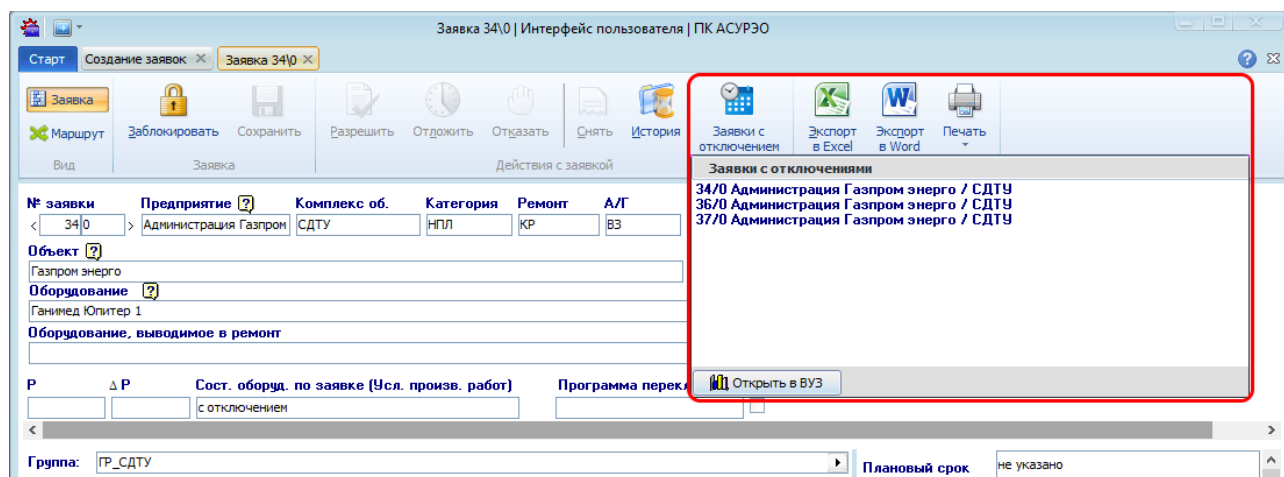 Заявка 34\0 | Интерфейс пользователя | ПК АСУРЭО
Старт Создание заявок Заявка 34\0
Заявка
Маршрут
Вид
Заблокировать Сохранить
Заявка
Разрешить Отложить Отказать Снять История
Действия с заявкой
Заявки с отключением
Экспорт в Excel
Экспорт в Word
Печать
Заявки с отключениями
34/0 Администрация Газпром энерго / СДТУ
36/0 Администрация Газпром энерго / СДТУ
37/0 Администрация Газпром энерго / СДТУ
Открыть в ВУЗ
№ заявки Предприятие ? Комплекс об. Категория Ремонт А/Г
< 34 0 > Администрация Газпром СДТУ НПЛ КР ВЗ
Объект ?
Газпром энерго
Оборудование ?
Ганимед Юпитер 1
Оборудование, выводимое в ремонт
Р Δ Р Сост. оборуд. по заявке (Усл. произв. работ) Программа перекл
с отключением
Группа: ГР_СДТУ Плановый срок не указано